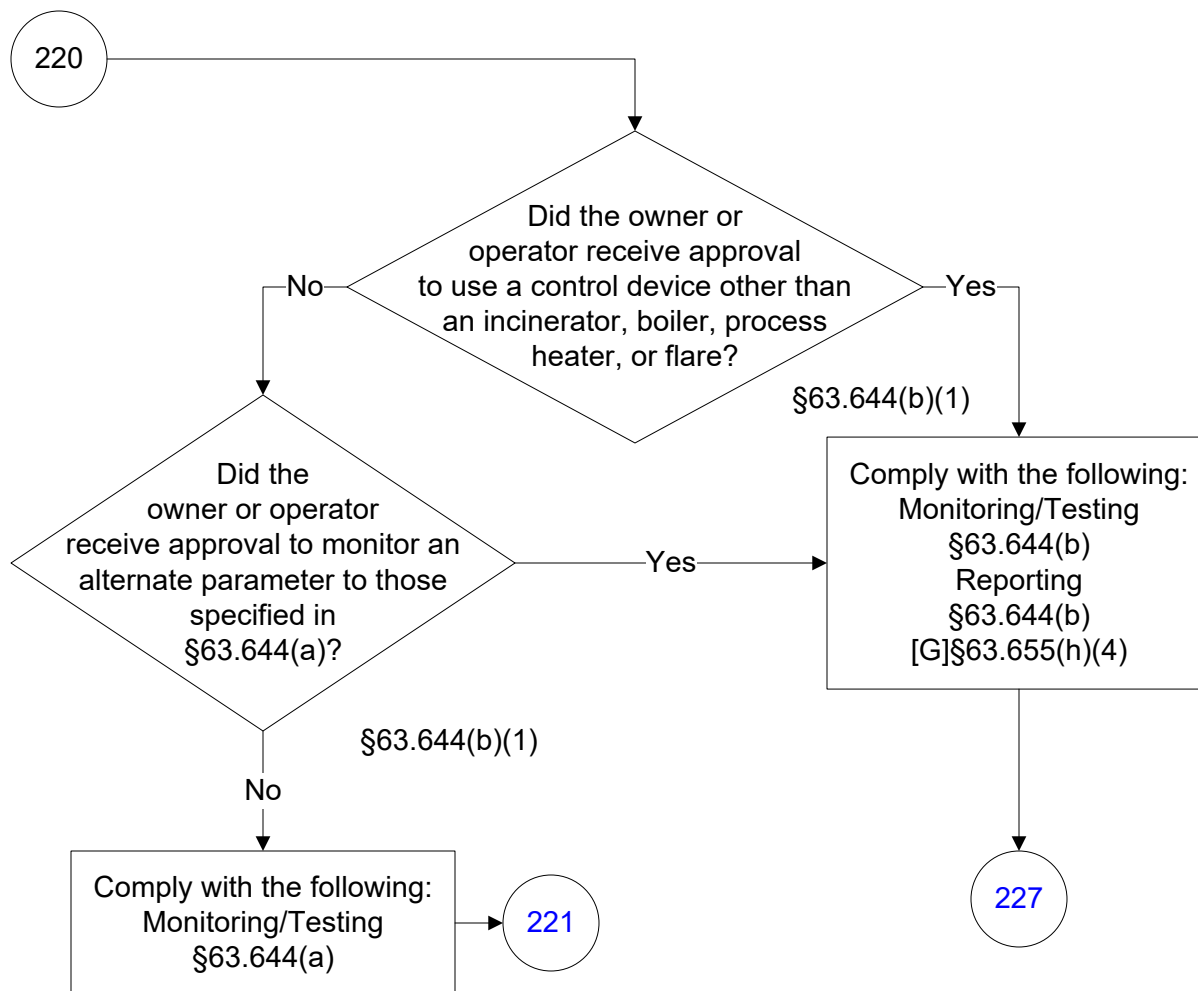 220
Did the owner or
operator receive approval
to use a control device other than
an incinerator, boiler, process
heater, or flare?
No
Yes
§63.644(b)(1)
Did the
owner or operator
receive approval to monitor an
alternate parameter to those
specified in
§63.644(a)?
Yes
Comply with the following:
Monitoring/Testing
§63.644(b)
Reporting
§63.644(b)
[G]§63.655(h)(4)
§63.644(b)(1)
No
Comply with the following:
Monitoring/Testing
§63.644(a)
221
227